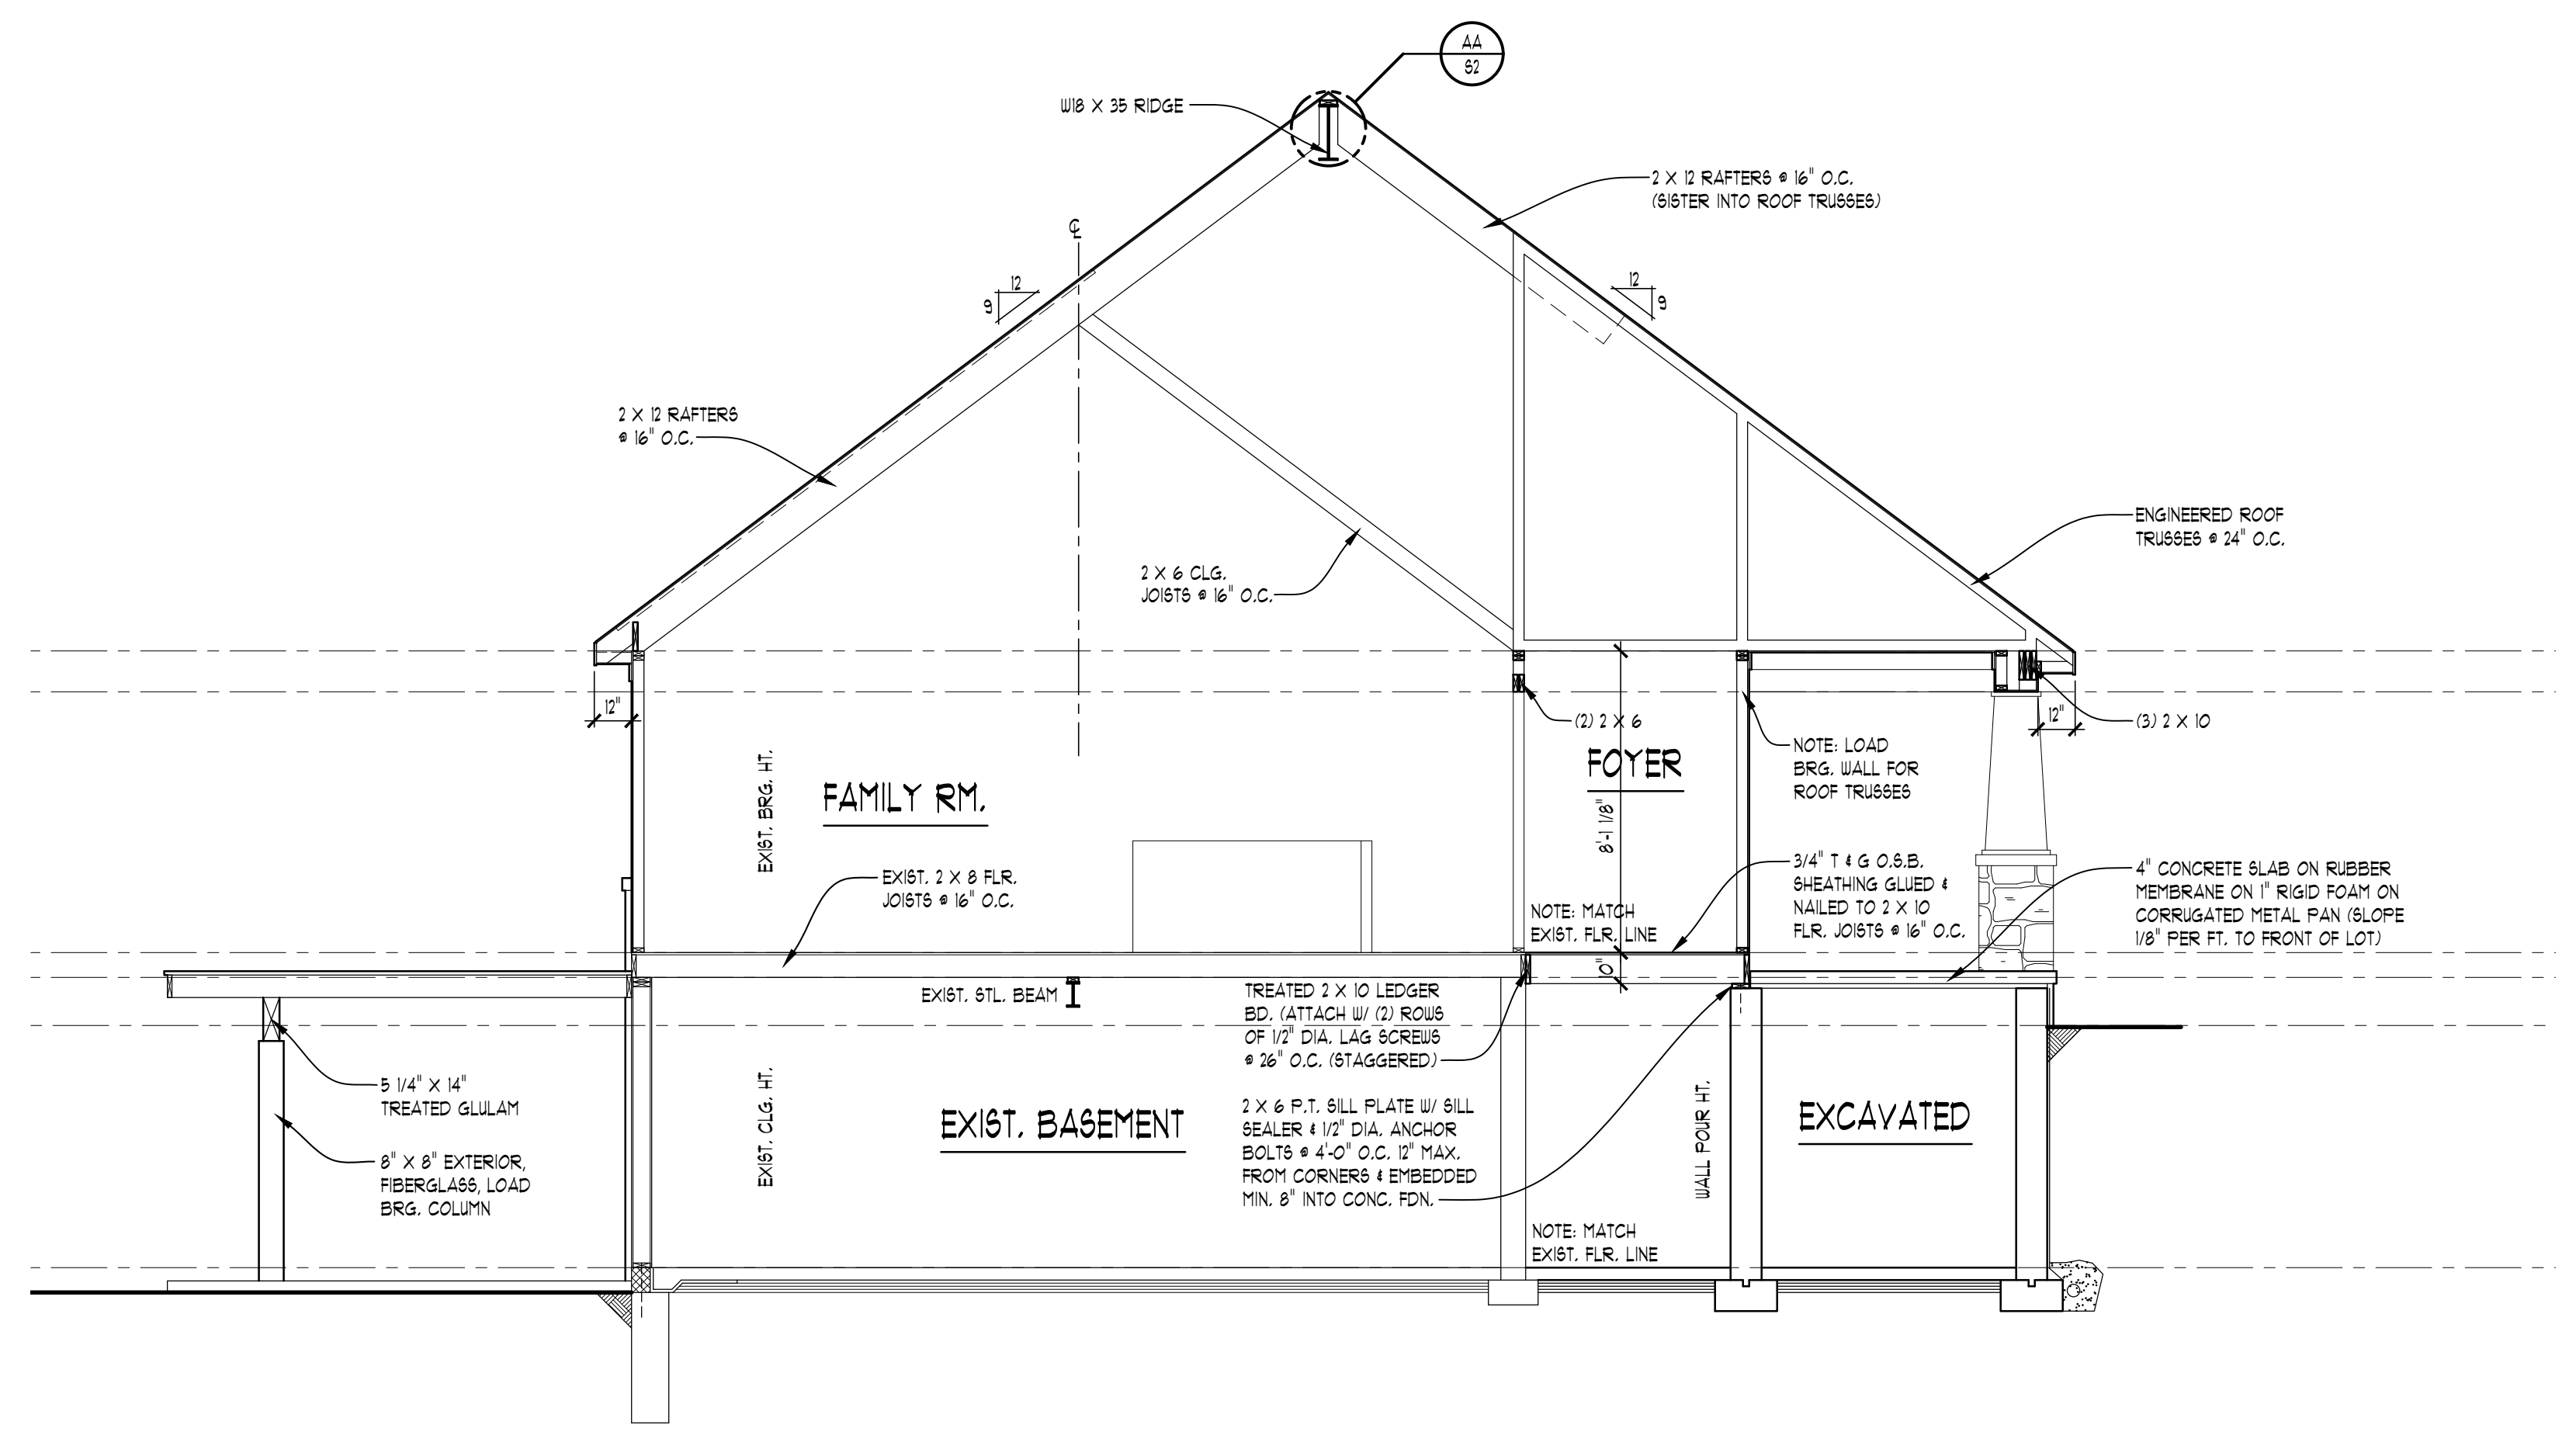 AA
S2
W18 X 35 RIDGE
2 X 12 RAFTERS @ 16" O.C.
(SISTER INTO ROOF TRUSSES)
℄
12
9
12
9
2 X 12 RAFTERS
@ 16" O.C.
ENGINEERED ROOF
TRUSSES @ 24" O.C.
2 X 6 CLG.
JOISTS @ 16" O.C.
12"
(2) 2 X 6
12"
(3) 2 X 10
NOTE: LOAD
BRG. WALL FOR
ROOF TRUSSES
FOYER
EXIST. BRG. HT.
FAMILY RM.
8'-1 1/8"
EXIST. 2 X 8 FLR.
JOISTS @ 16" O.C.
3/4" T & G O.S.B.
SHEATHING GLUED &
NAILED TO 2 X 10
FLR. JOISTS @ 16" O.C.
4" CONCRETE SLAB ON RUBBER
MEMBRANE ON 1" RIGID FOAM ON
CORRUGATED METAL PAN (SLOPE
1/8" PER FT. TO FRONT OF LOT)
NOTE: MATCH
EXIST. FLR. LINE
10"
EXIST. STL. BEAM
TREATED 2 X 10 LEDGER
BD. (ATTACH W/ (2) ROWS
OF 1/2" DIA. LAG SCREWS
@ 26" O.C. (STAGGERED)
5 1/4" X 14"
TREATED GLULAM
8" X 8" EXTERIOR,
FIBERGLASS, LOAD
BRG. COLUMN
EXIST. CLG. HT.
EXIST. BASEMENT
2 X 6 P.T. SILL PLATE W/ SILL
SEALER & 1/2" DIA. ANCHOR
BOLTS @ 4'-0" O.C. 12" MAX.
FROM CORNERS & EMBEDDED
MIN. 8" INTO CONC. FDN.
WALL POUR HT.
EXCAVATED
NOTE: MATCH
EXIST. FLR. LINE